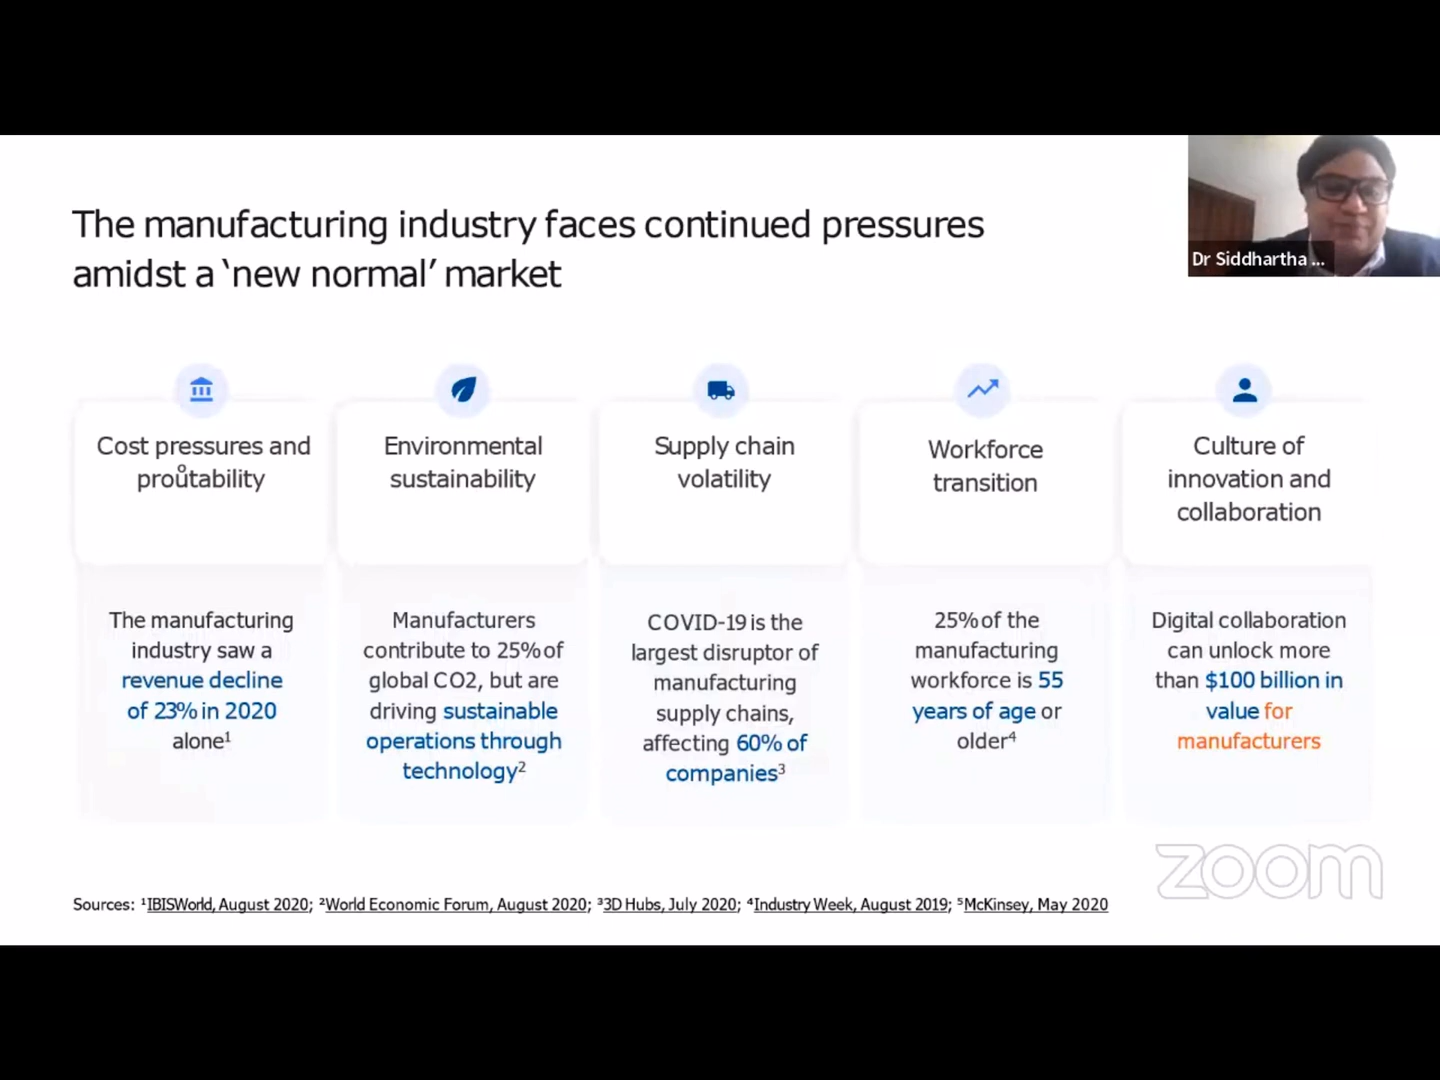 The manufacturing industry faces continued pressures
amidst a ‘new normal’ market
Dr Siddhartha ...
Cost pressures and
proůtability
Environmental
sustainability
Supply chain
volatility
Workforce
transition
Culture of
innovation and
collaboration
The manufacturing
industry saw a
revenue decline
of 23% in 2020
alone¹
Manufacturers
contribute to 25% of
global CO2, but are
driving sustainable
operations through
technology²
COVID-19 is the
largest disruptor of
manufacturing
supply chains,
affecting 60% of
companies³
25% of the
manufacturing
workforce is 55
years of age or
older⁴
Digital collaboration
can unlock more
than $100 billion in
value for
manufacturers
zoom
Sources: ¹IBISWorld, August 2020; ²World Economic Forum, August 2020; ³3D Hubs, July 2020; ⁴Industry Week, August 2019; ⁵McKinsey, May 2020